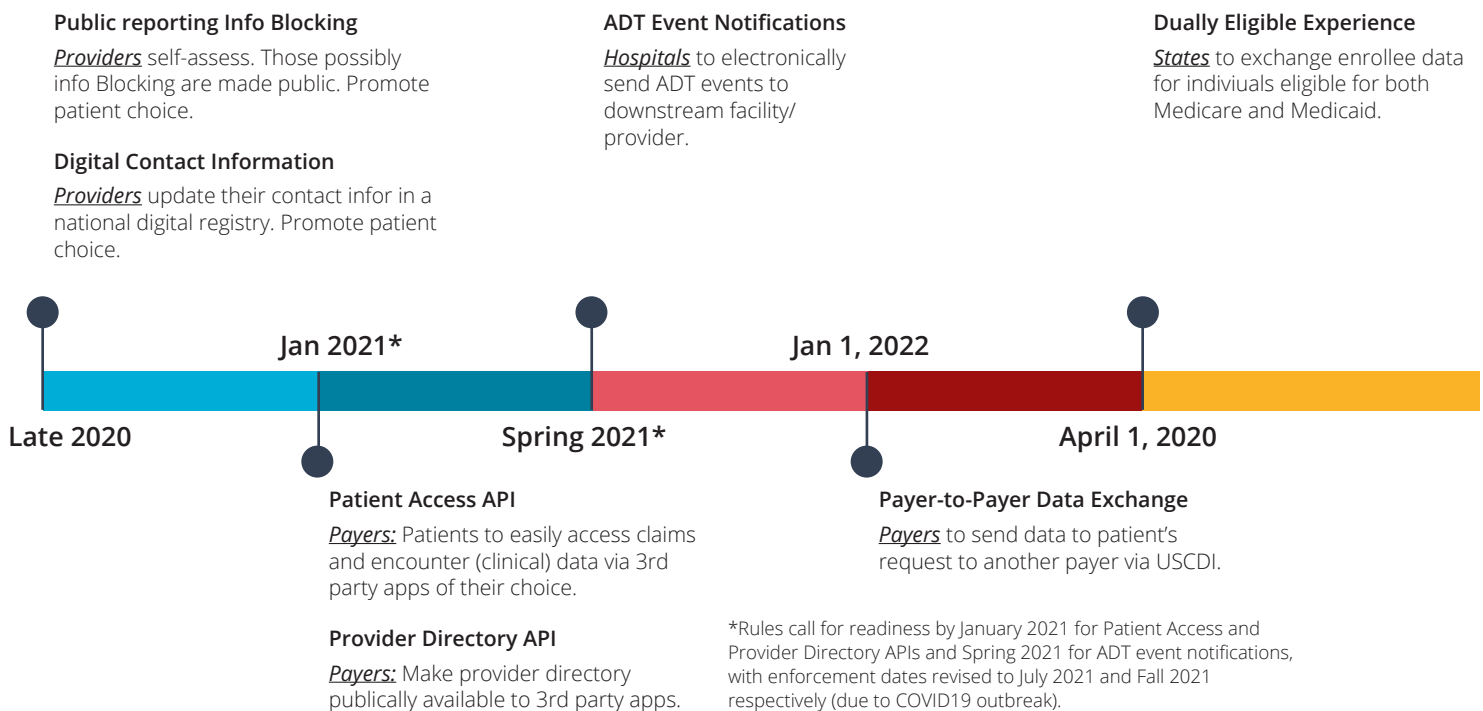 Public reporting Info Blocking
Providers self-assess. Those possibly
info Blocking are made public. Promote
patient choice.
Digital Contact Information
Providers update their contact infor in a
national digital registry. Promote patient
choice.
ADT Event Notifications
Hospitals to electronically
send ADT events to
downstream facility/
provider.
Dually Eligible Experience
States to exchange enrollee data
for indiviuals eligible for both
Medicare and Medicaid.
Jan 2021*
Jan 1, 2022
Late 2020
Spring 2021*
April 1, 2020
Patient Access API
Payers: Patients to easily access claims
and encounter (clinical) data via 3rd
party apps of their choice.
Provider Directory API
Payers: Make provider directory
publically available to 3rd party apps.
Payer-to-Payer Data Exchange
Payers to send data to patient’s
request to another payer via USCDI.
*Rules call for readiness by January 2021 for Patient Access and
Provider Directory APIs and Spring 2021 for ADT event notifications,
with enforcement dates revised to July 2021 and Fall 2021
respectively (due to COVID19 outbreak).